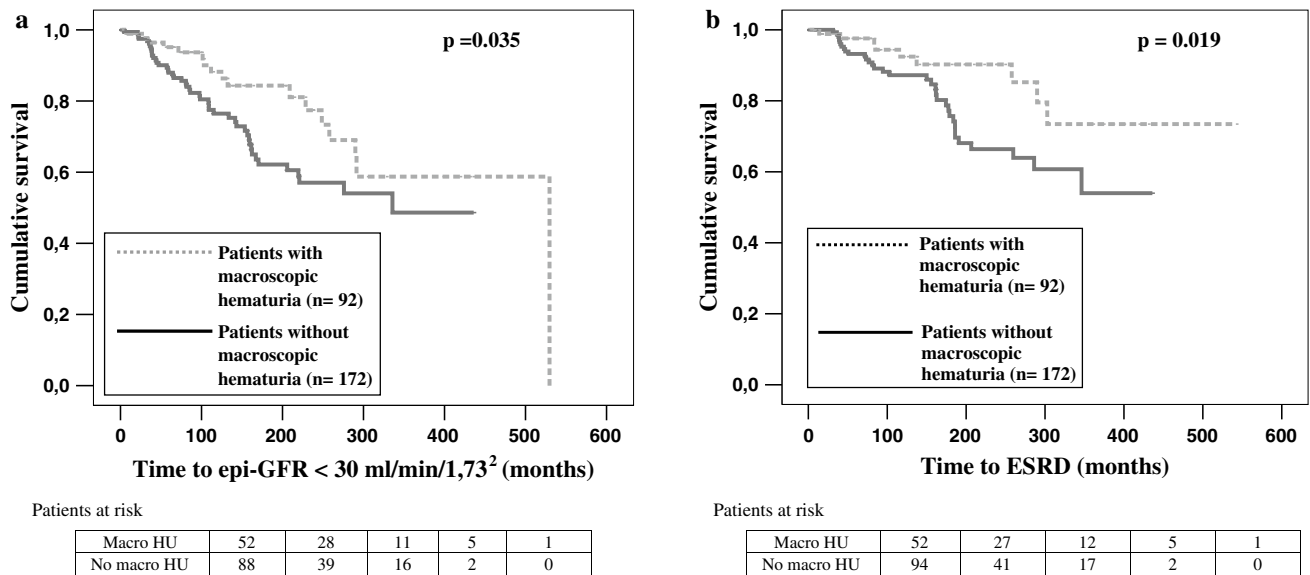 a
1,0
0,8
0,6
0,4
0,2
0,0
Cumulative survival
p =0.035
Patients with
macroscopic
hematuria (n= 92)
Patients without
macroscopic
hematuria (n= 172)
0 100 200 300 400 500 600
Time to epi-GFR < 30 ml/min/1,73² (months)
Patients at risk
Macro HU 52 28 11 5 1
No macro HU 88 39 16 2 0
b
1,0
0,8
0,6
0,4
0,2
0,0
Cumulative survival
p = 0.019
Patients with
macroscopic
hematuria (n= 92)
Patients without
macroscopic
hematuria (n= 172)
0 100 200 300 400 500 600
Time to ESRD (months)
Patients at risk
Macro HU 52 27 12 5 1
No macro HU 94 41 17 2 0